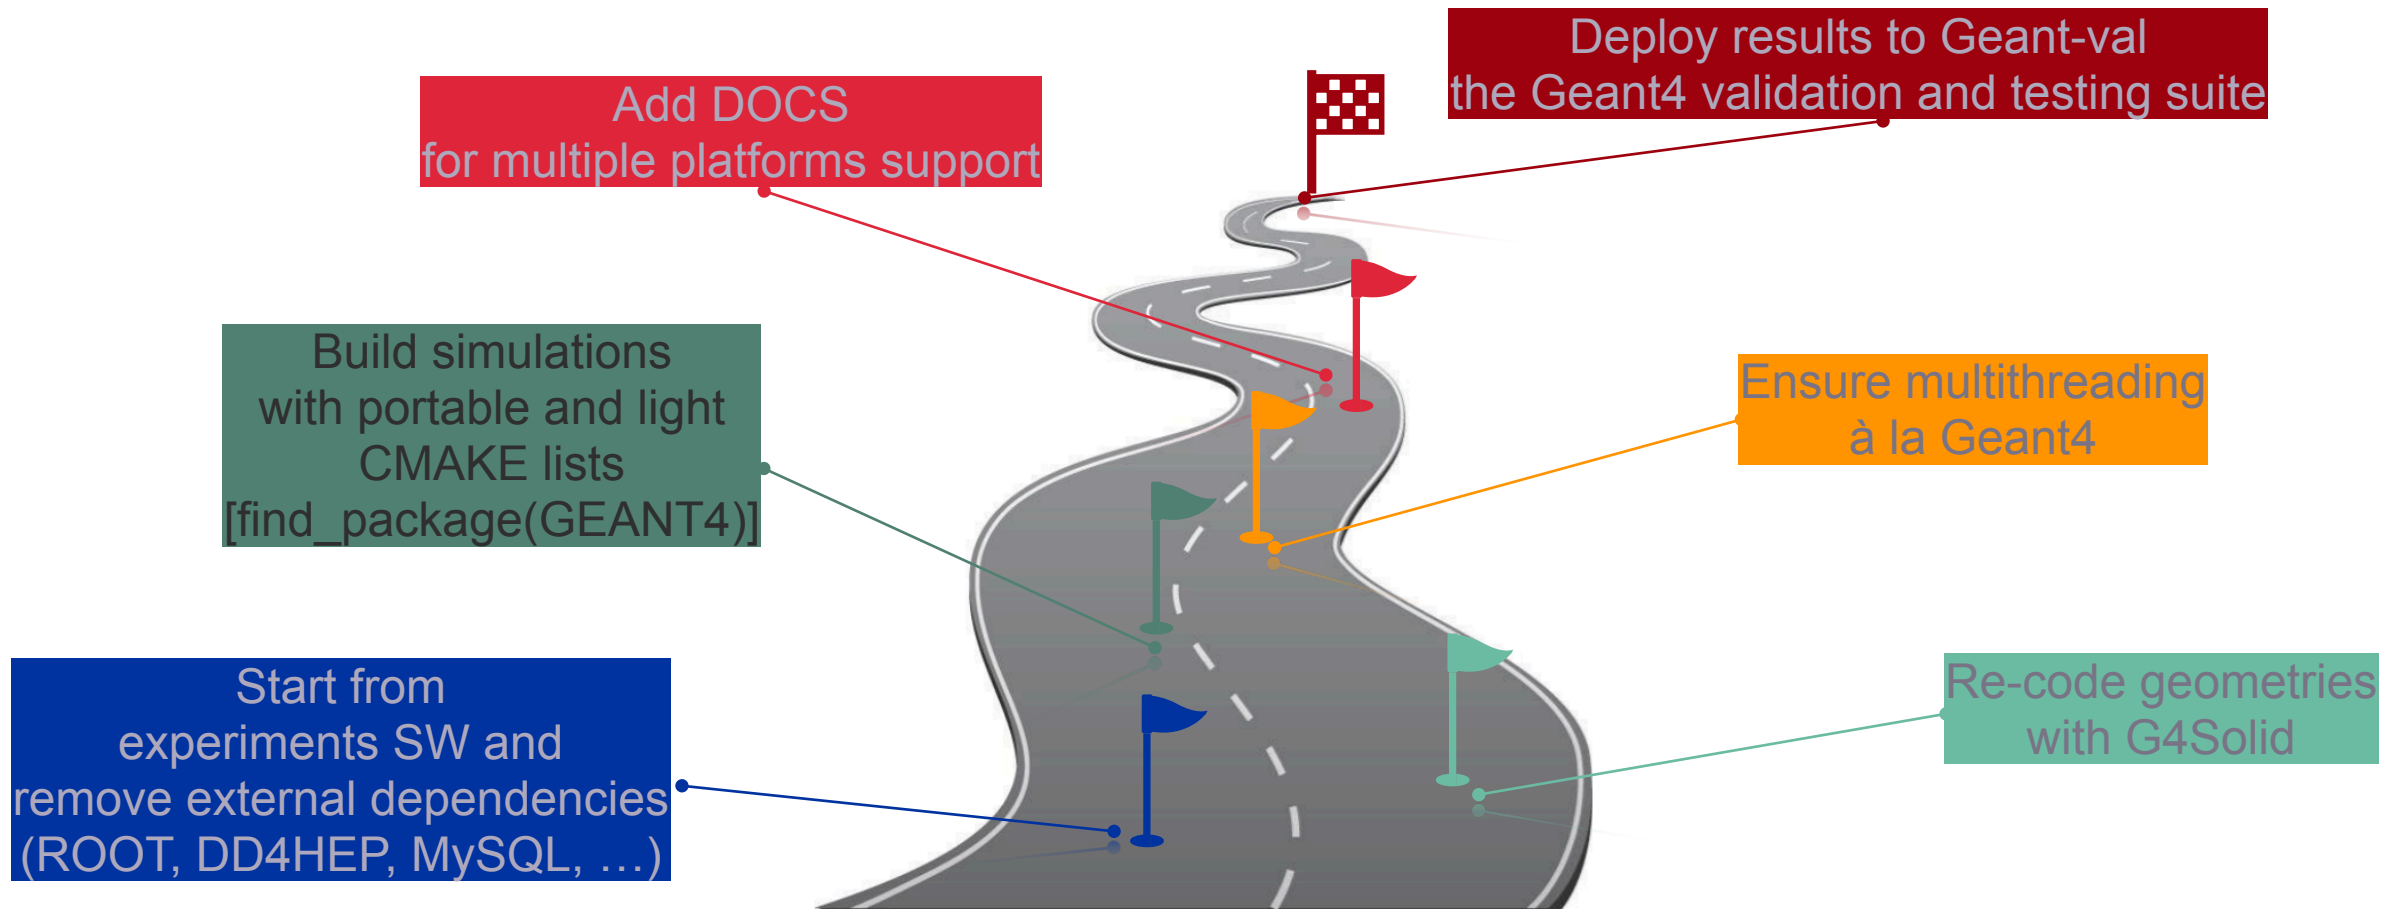 Deploy results to Geant-val
the Geant4 validation and testing suite
Add DOCS
for multiple platforms support
Build simulations
with portable and light
CMAKE lists
[find_package(GEANT4)]
Ensure multithreading
à la Geant4
Start from
experiments SW and
remove external dependencies
(ROOT, DD4HEP, MySQL, …)
Re-code geometries
with G4Solid